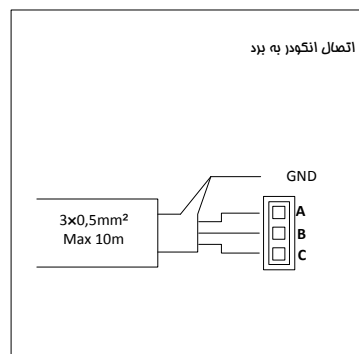 اتصال انکودر به برد
GND
3×0,5mm²
Max 10m
A
B
C